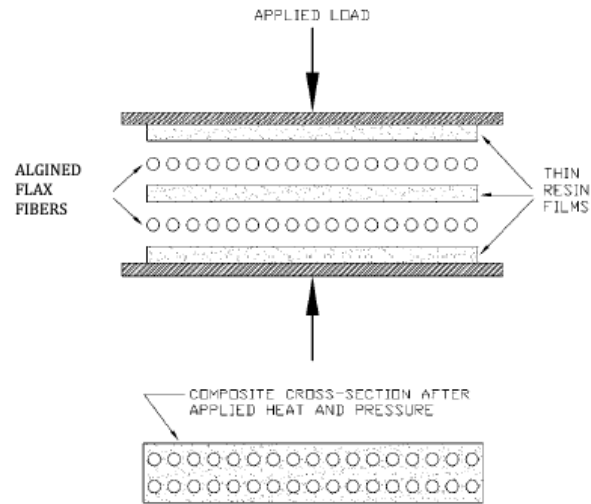 APPLIED LOAD
ALGINED
FLAX
FIBERS
THIN
RESIN
FILMS
COMPOSITE CROSS-SECTION AFTER
APPLIED HEAT AND PRESSURE